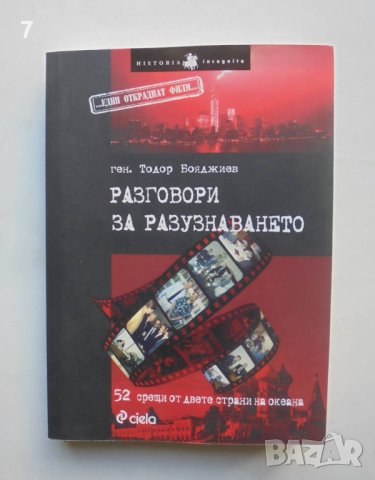 7
HISTORIA incognita
...ЕДИН ОТКРАДНАТ ФИЛМ...
ген. Тодор Бояджиев
РАЗГОВОРИ
ЗА РАЗУЗНАВАНЕТО
52 срещи от двете страни на океана
ciela
БАZАР